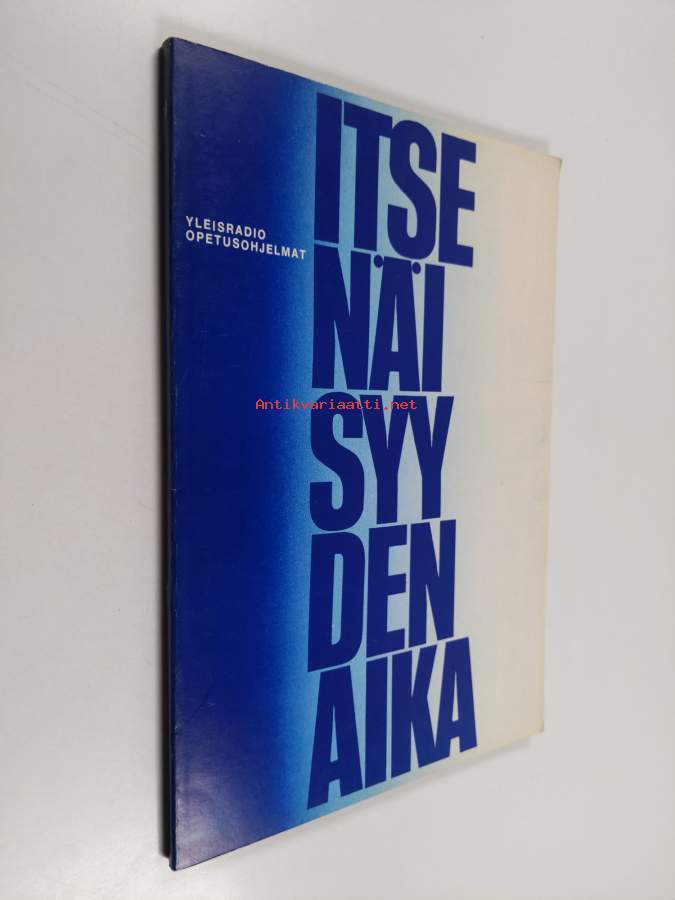 YLEISRADIO
OPETUSOHJELMAT
ITSE
NÄI
SYY
DEN
AIKA
Antikvariaatti.net